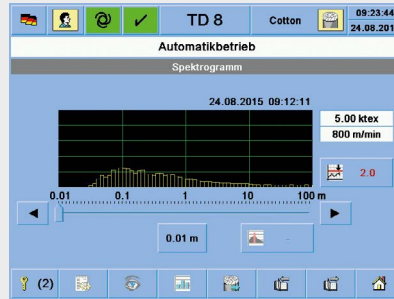 TD 8 Cotton 09:23:44
24.08.201
Automatikbetrieb
Spektrogramm
24.08.2015 09:12:11
5.00 ktex
800 m/min
2.0
0.01 0.1 1 10 100 m
0.01 m -
(2)